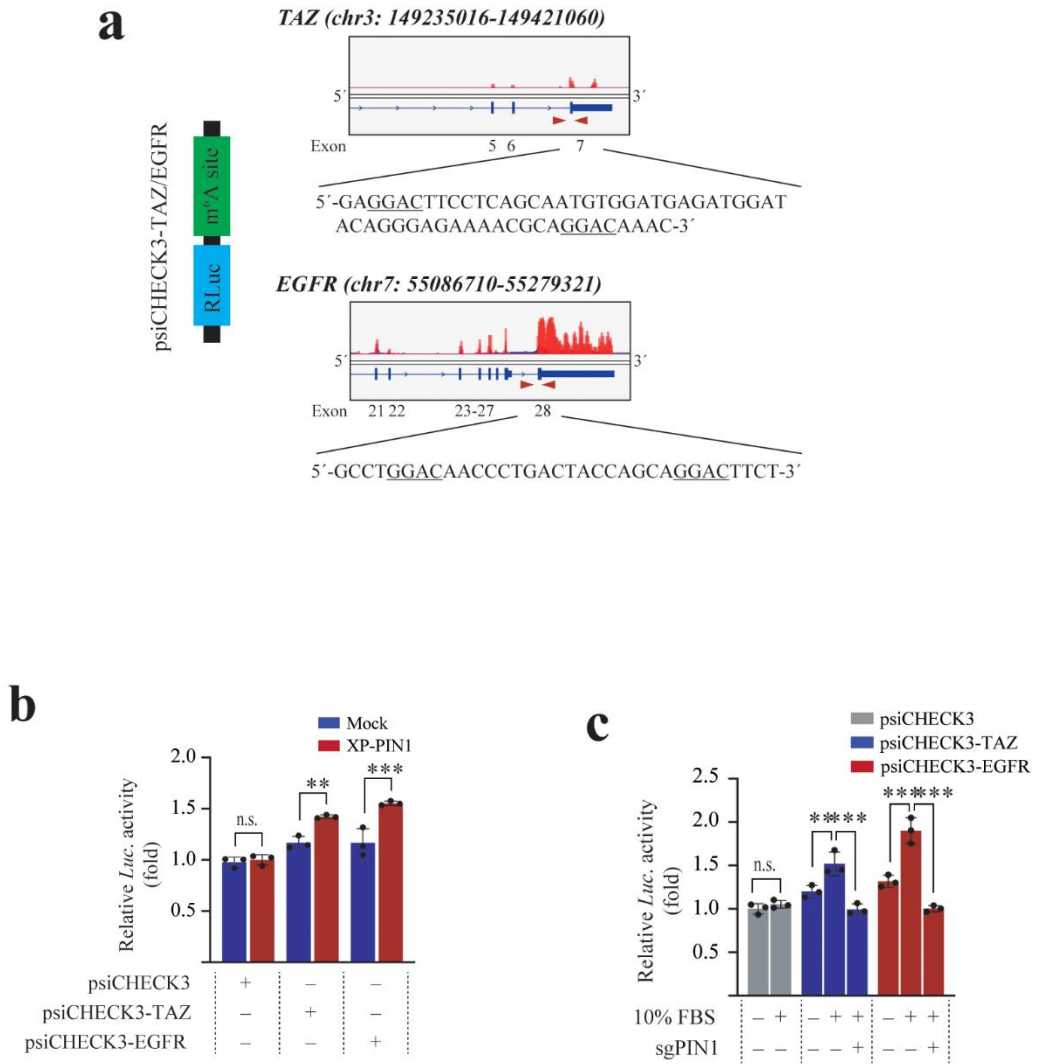 a
TAZ (chr3: 149235016-149421060)
5´ 3´
Exon 5 6 7
5´-GAGGACTTCCTCAGCAATGTGGATGAGATGGAT
ACAGGGAGAAAACGCAGGACAAAC-3´
psiCHECK3-TAZ/EGFR
m⁶A site
RLuc
EGFR (chr7: 55086710-55279321)
5´ 3´
Exon 21 22 23-27 28
5´-GCCTGGACAACCCTGACTACCAGCAGGACTTCT-3´
b
Mock
XP-PIN1
Relative Luc. activity
(fold)
2.0
1.5
1.0
0.5
n.s. ** ***
psiCHECK3 + – –
psiCHECK3-TAZ – + –
psiCHECK3-EGFR – – +
c
psiCHECK3
psiCHECK3-TAZ
psiCHECK3-EGFR
Relative Luc. activity
(fold)
2.5
2.0
1.5
1.0
0.5
n.s. ** *** *** ***
10% FBS – + – + + – + +
sgPIN1 – – – – + – – +